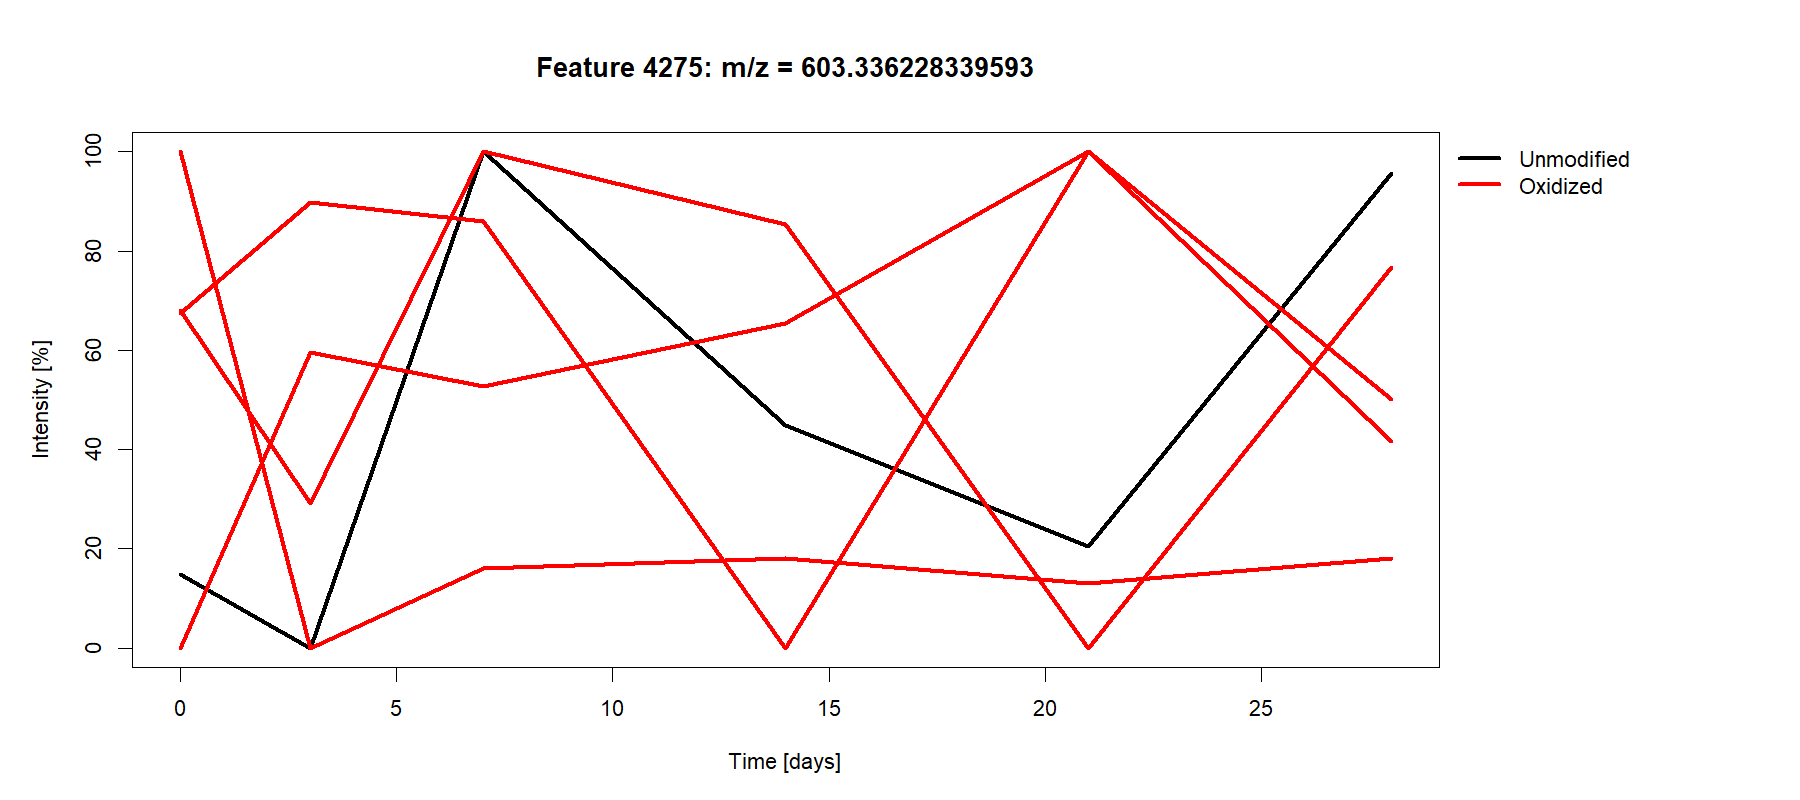 Feature 4275: m/z = 603.336228339593
Unmodified
Oxidized
Intensity [%]
100
80
60
40
20
0
0 5 10 15 20 25
Time [days]